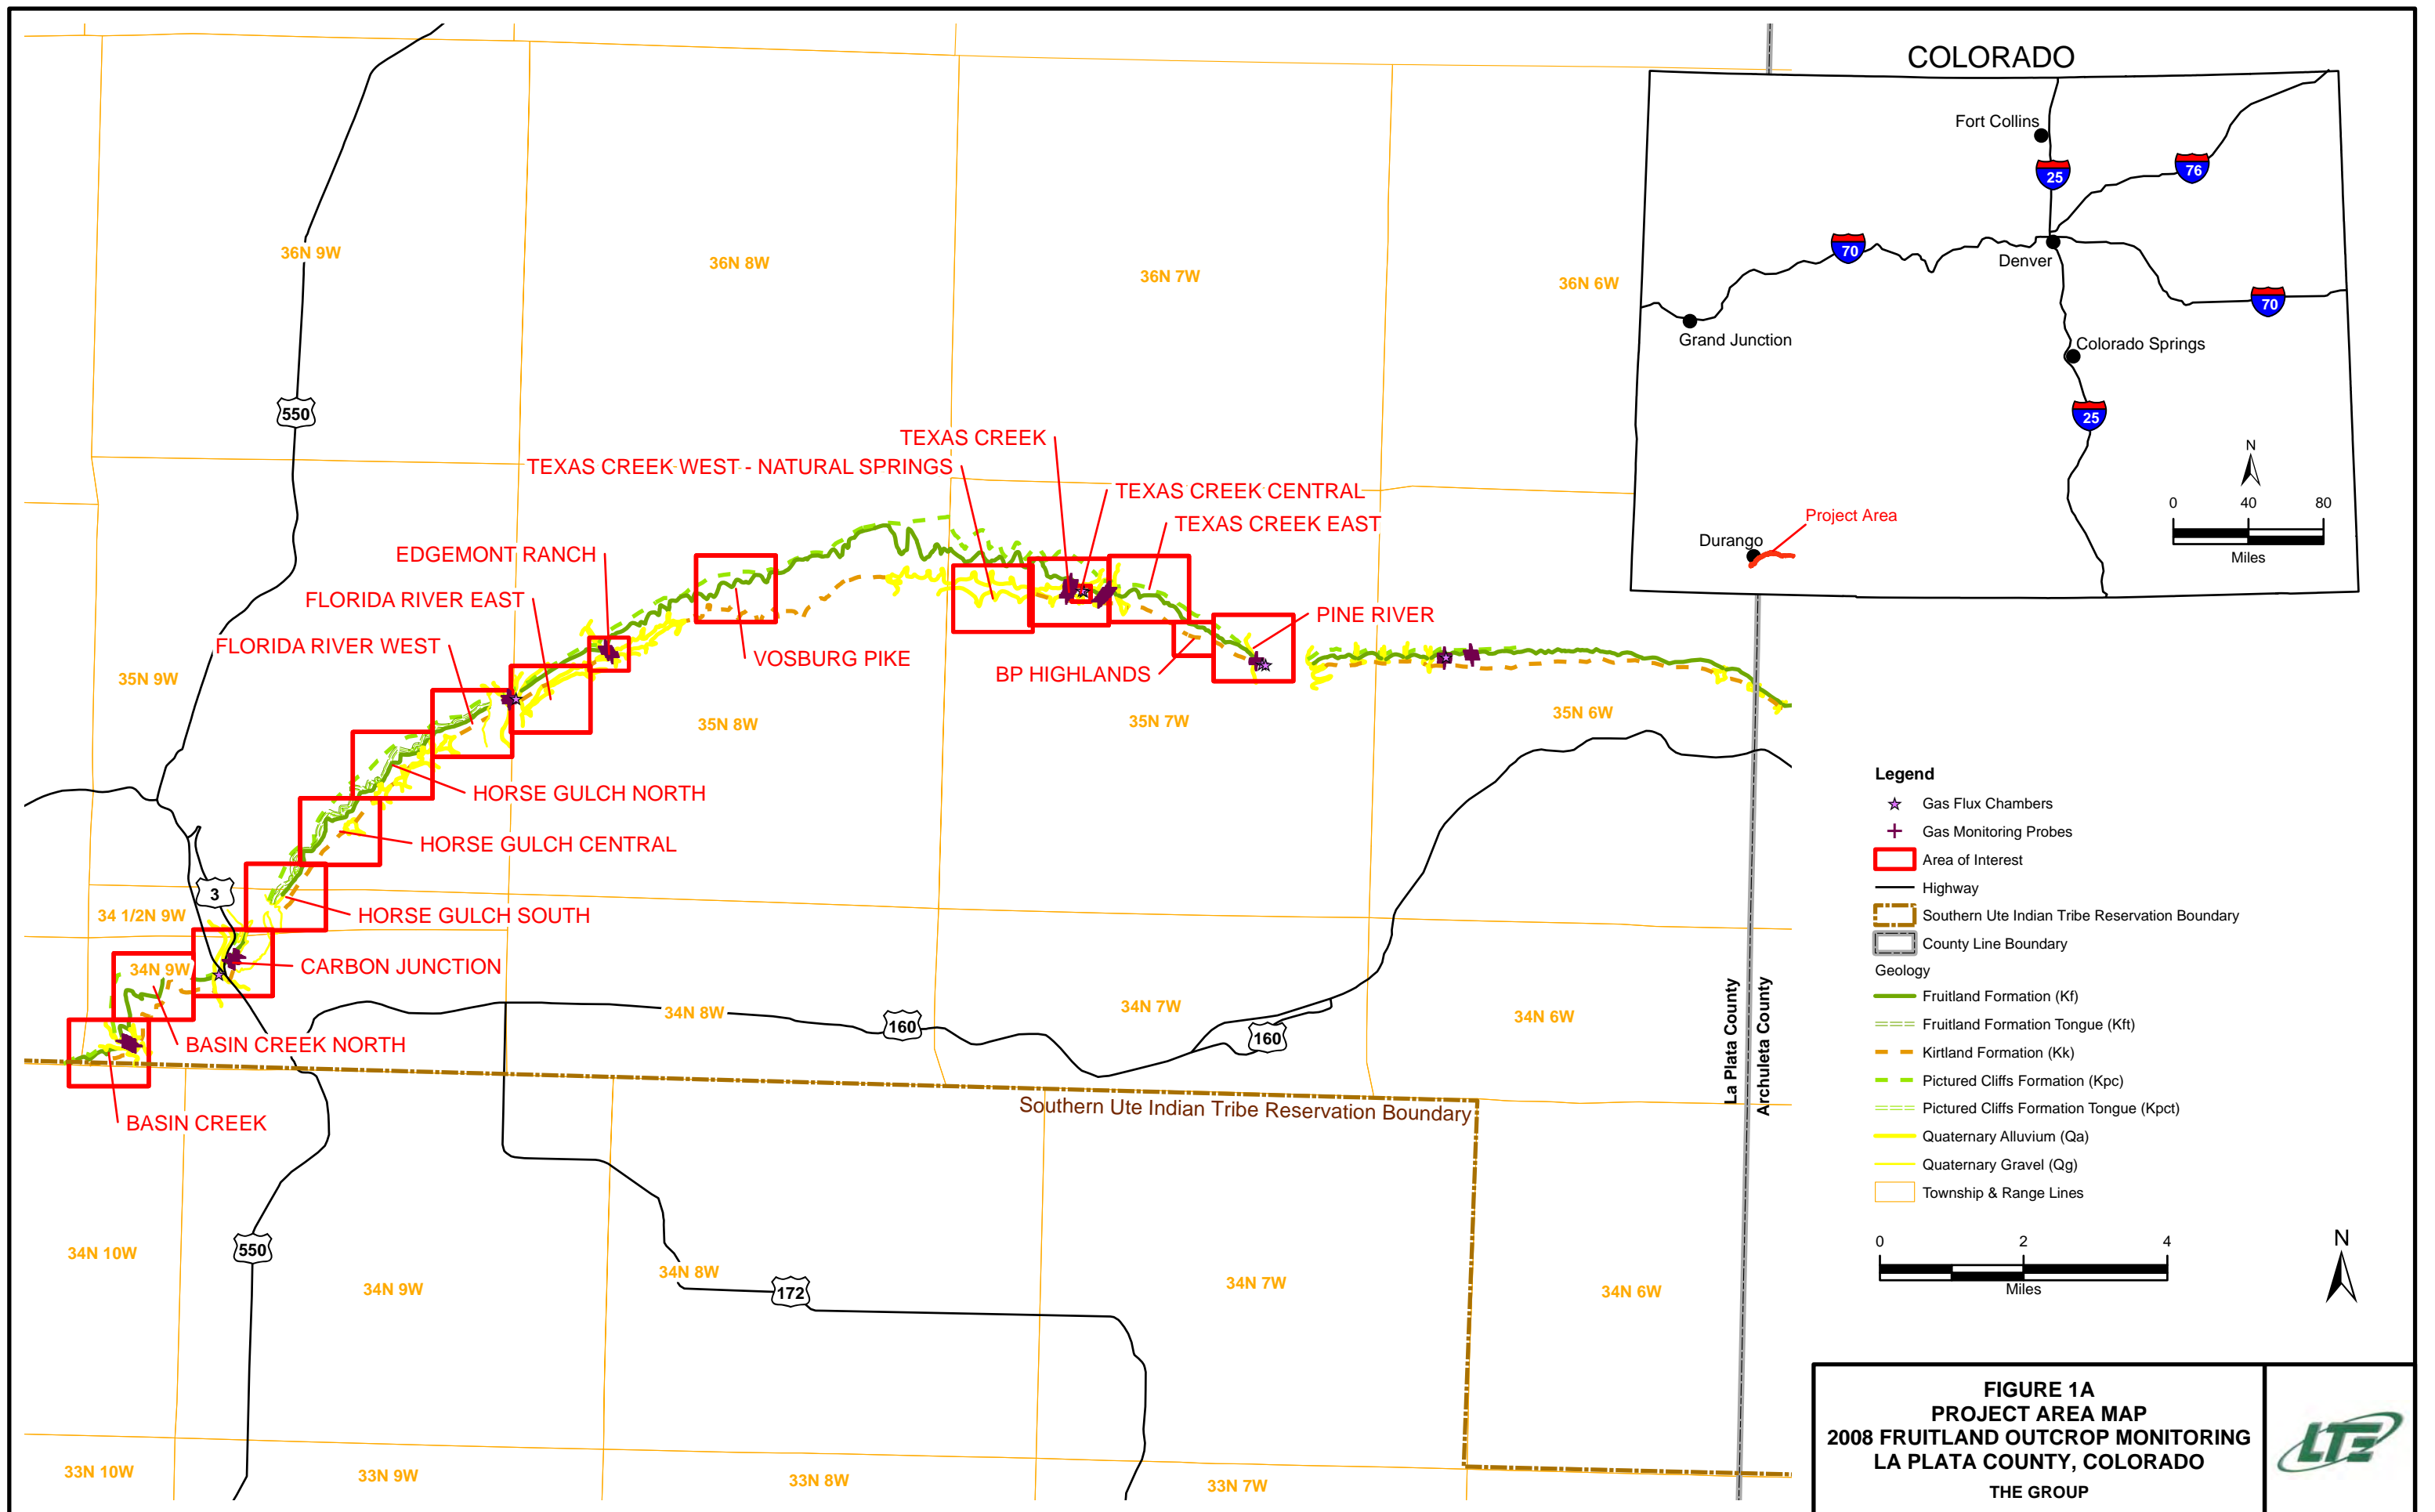 COLORADO
Fort Collins
25
76
70
Denver
70
Grand Junction
Colorado Springs
25
N
0 40 80
Miles
Project Area
Durango
36N 9W
36N 8W
36N 7W
36N 6W
550
TEXAS CREEK
TEXAS CREEK WEST - NATURAL SPRINGS
TEXAS CREEK CENTRAL
TEXAS CREEK EAST
EDGEMONT RANCH
FLORIDA RIVER EAST
FLORIDA RIVER WEST
VOSBURG PIKE
PINE RIVER
BP HIGHLANDS
35N 9W
35N 8W
35N 7W
35N 6W
HORSE GULCH NORTH
HORSE GULCH CENTRAL
3
HORSE GULCH SOUTH
34 1/2N 9W
CARBON JUNCTION
34N 9W
34N 8W
160
34N 7W
160
34N 6W
BASIN CREEK NORTH
BASIN CREEK
La Plata County
Archuleta County
Southern Ute Indian Tribe Reservation Boundary
34N 10W
550
34N 9W
34N 8W
172
34N 7W
34N 6W
33N 10W
33N 9W
33N 8W
33N 7W
Legend
Gas Flux Chambers
Gas Monitoring Probes
Area of Interest
Highway
Southern Ute Indian Tribe Reservation Boundary
County Line Boundary
Geology
Fruitland Formation (Kf)
Fruitland Formation Tongue (Kft)
Kirtland Formation (Kk)
Pictured Cliffs Formation (Kpc)
Pictured Cliffs Formation Tongue (Kpct)
Quaternary Alluvium (Qa)
Quaternary Gravel (Qg)
Township & Range Lines
0 2 4
Miles
N
FIGURE 1A
PROJECT AREA MAP
2008 FRUITLAND OUTCROP MONITORING
LA PLATA COUNTY, COLORADO
THE GROUP
LTE